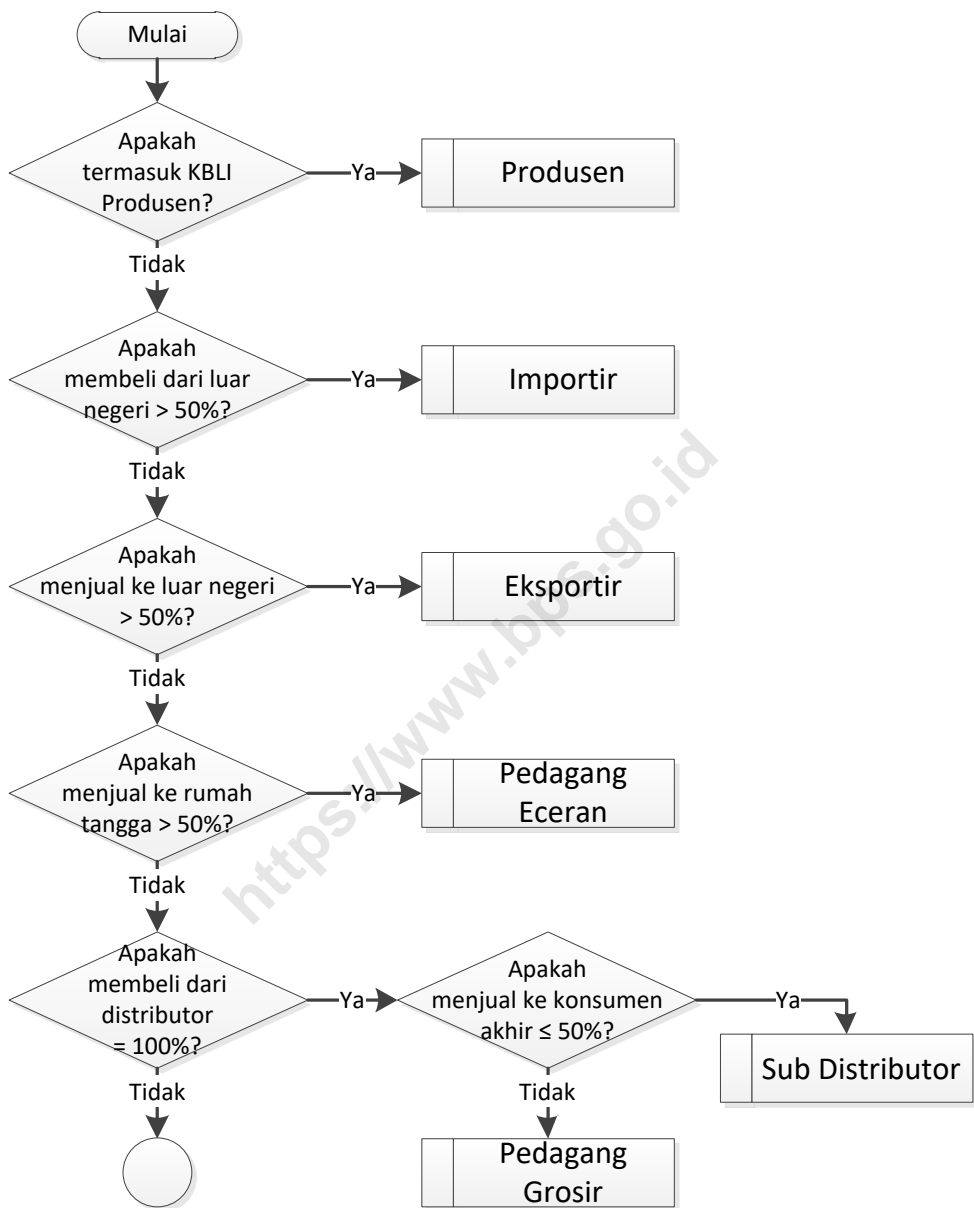 Mulai
Apakah
termasuk KBLI
Produsen?
Ya
Produsen
Tidak
Apakah
membeli dari luar
negeri > 50%?
Ya
Importir
Tidak
Apakah
menjual ke luar negeri
> 50%?
Ya
Eksportir
Tidak
Apakah
menjual ke rumah
tangga > 50%?
Ya
Pedagang
Eceran
Tidak
Apakah
membeli dari
distributor
= 100%?
Ya
Apakah
menjual ke konsumen
akhir ≤ 50%?
Ya
Sub Distributor
Tidak
Tidak
Pedagang
Grosir
https://www.bps.go.id